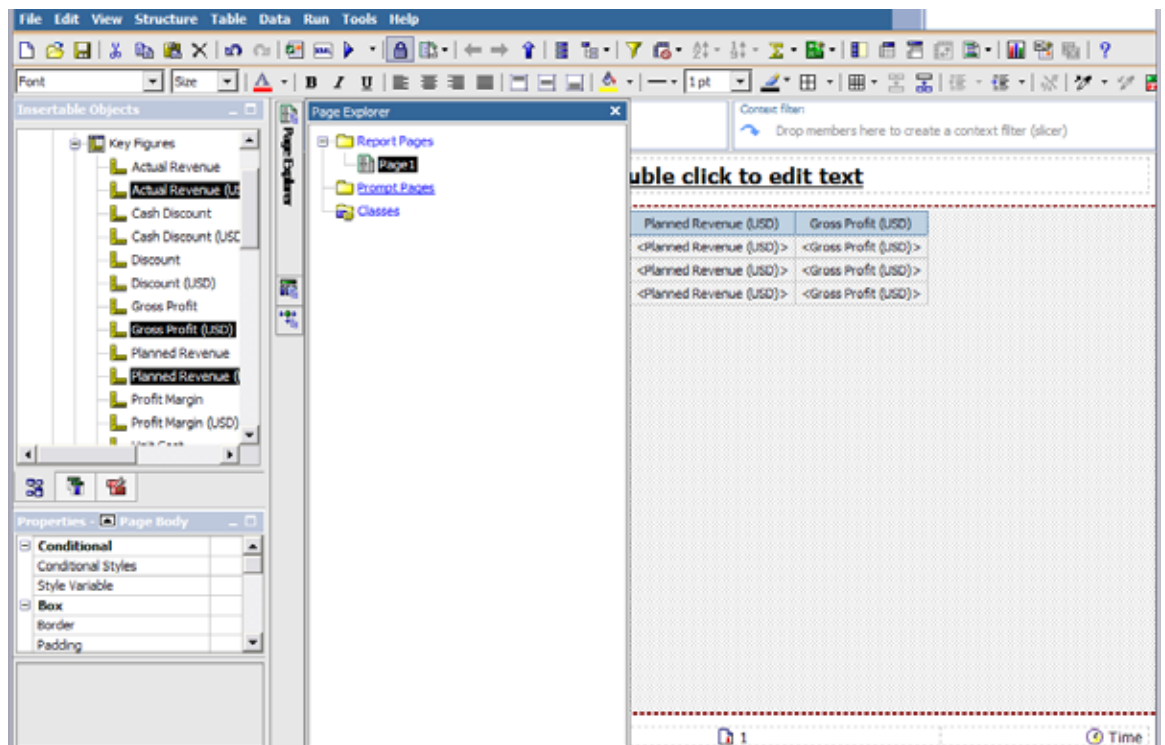 File Edit View Structure Table Data Run Tools Help
Font Size 1 pt
Insertable Objects
Key Figures
Actual Revenue
Actual Revenue (US
Cash Discount
Cash Discount (USD
Discount
Discount (USD)
Gross Profit
Gross Profit (USD)
Planned Revenue
Planned Revenue (
Profit Margin
Profit Margin (USD)
Unit Cost
Properties - Page Body
Conditional
Conditional Styles
Style Variable
Box
Border
Padding
Page Explorer
Page Explorer
Report Pages
Page1
Prompt Pages
Classes
Context filter:
Drop members here to create a context filter (slicer)
uble click to edit text
Planned Revenue (USD) Gross Profit (USD)
<Planned Revenue (USD)> <Gross Profit (USD)>
<Planned Revenue (USD)> <Gross Profit (USD)>
<Planned Revenue (USD)> <Gross Profit (USD)>
1 Time